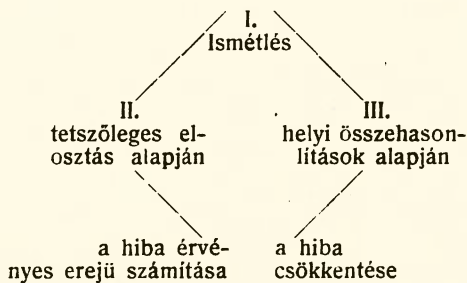 I.
Ismétlés
II.
tetszőleges el-
osztás alapján
III.
helyi összehason-
lítások alapján
a hiba érvé-
nyes erejü számítása
a hiba
csökkentése